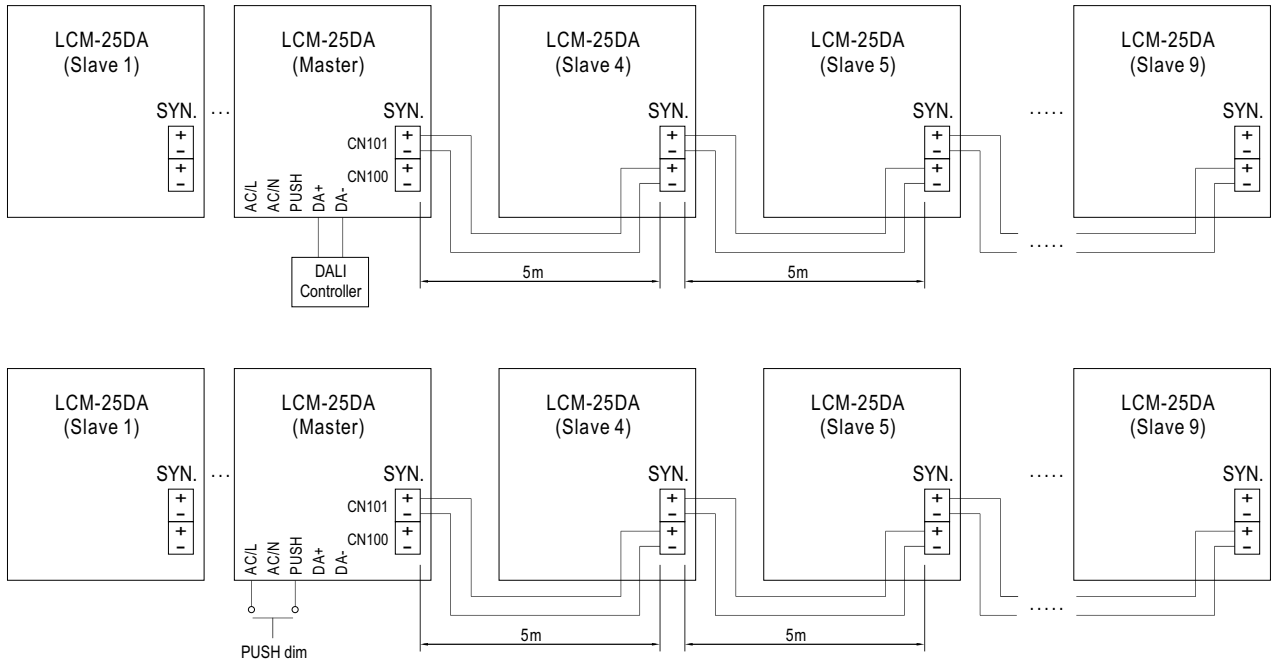 LCM-25DA
(Slave 1)
LCM-25DA
(Master)
LCM-25DA
(Slave 4)
LCM-25DA
(Slave 5)
LCM-25DA
(Slave 9)
SYN.
...
SYN.
SYN.
SYN.
.....
SYN.
+
-
+
-
CN101
CN100
+
-
+
-
+
-
+
-
+
-
+
-
+
-
+
-
AC/L
AC/N
PUSH
DA+
DA-
.....
DALI
Controller
5m
5m
LCM-25DA
(Slave 1)
LCM-25DA
(Master)
LCM-25DA
(Slave 4)
LCM-25DA
(Slave 5)
LCM-25DA
(Slave 9)
SYN.
...
SYN.
SYN.
SYN.
.....
SYN.
+
-
+
-
CN101
CN100
+
-
+
-
+
-
+
-
+
-
+
-
+
-
+
-
AC/L
AC/N
PUSH
DA+
DA-
.....
PUSH dim
5m
5m